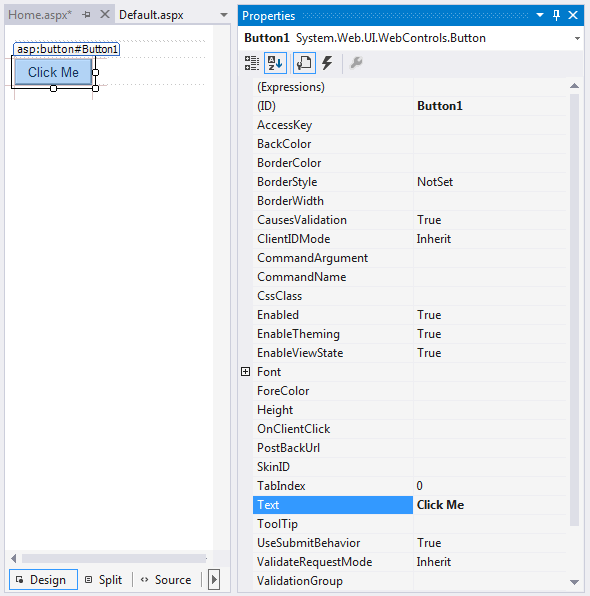 Home.aspx*
Default.aspx
asp:button#Button1
Click Me
Design
Split
Source
Properties
Button1 System.Web.UI.WebControls.Button
(Expressions)
(ID) Button1
AccessKey
BackColor
BorderColor
BorderStyle NotSet
BorderWidth
CausesValidation True
ClientIDMode Inherit
CommandArgument
CommandName
CssClass
Enabled True
EnableTheming True
EnableViewState True
Font
ForeColor
Height
OnClientClick
PostBackUrl
SkinID
TabIndex 0
Text Click Me
ToolTip
UseSubmitBehavior True
ValidateRequestMode Inherit
ValidationGroup